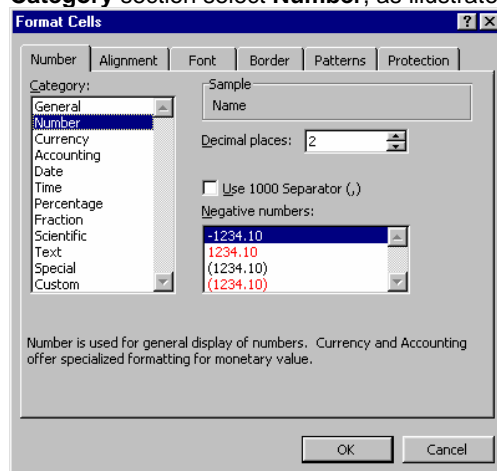 Category section select Number, as illustrate
Format Cells
? X
Number Alignment Font Border Patterns Protection
Category:
General
Number
Currency
Accounting
Date
Time
Percentage
Fraction
Scientific
Text
Special
Custom
Sample
Name
Decimal places: 2
Use 1000 Separator (,)
Negative numbers:
-1234.10
1234.10
(1234.10)
(1234.10)
Number is used for general display of numbers. Currency and Accounting
offer specialized formatting for monetary value.
OK Cancel